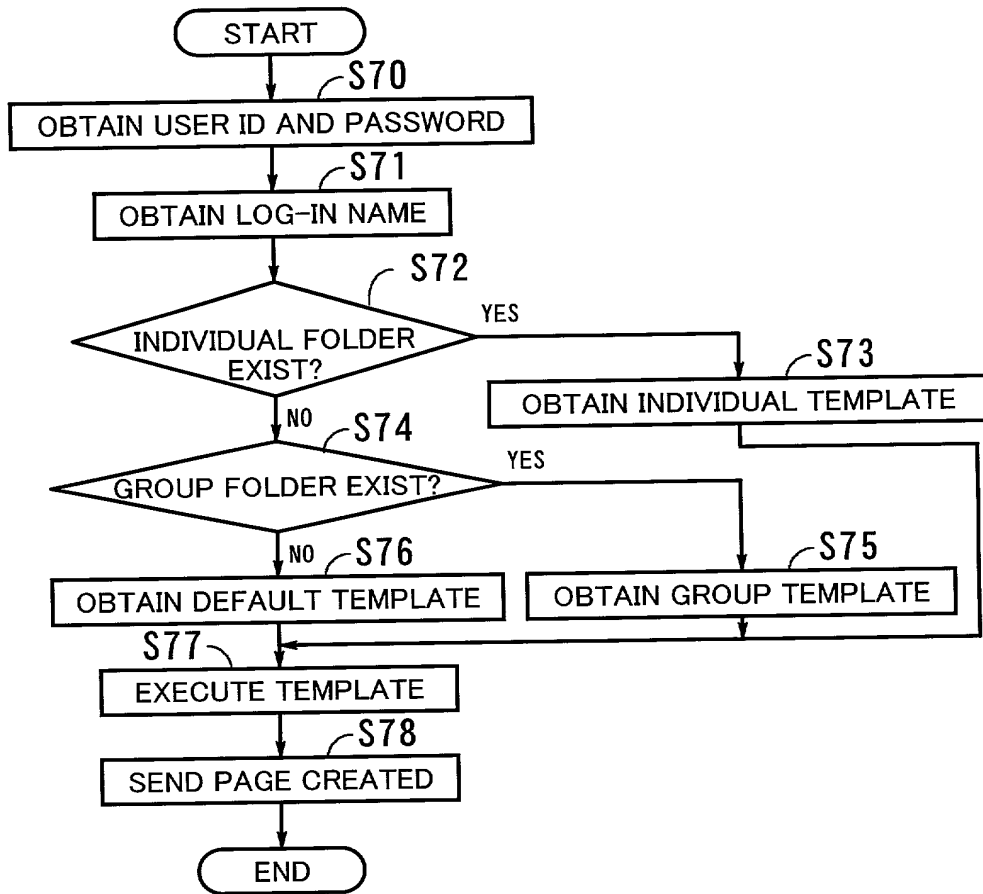 START
S70
OBTAIN USER ID AND PASSWORD
S71
OBTAIN LOG-IN NAME
S72
INDIVIDUAL FOLDER
EXIST?
YES
S73
OBTAIN INDIVIDUAL TEMPLATE
NO
S74
GROUP FOLDER EXIST?
YES
S75
OBTAIN GROUP TEMPLATE
NO
S76
OBTAIN DEFAULT TEMPLATE
S77
EXECUTE TEMPLATE
S78
SEND PAGE CREATED
END